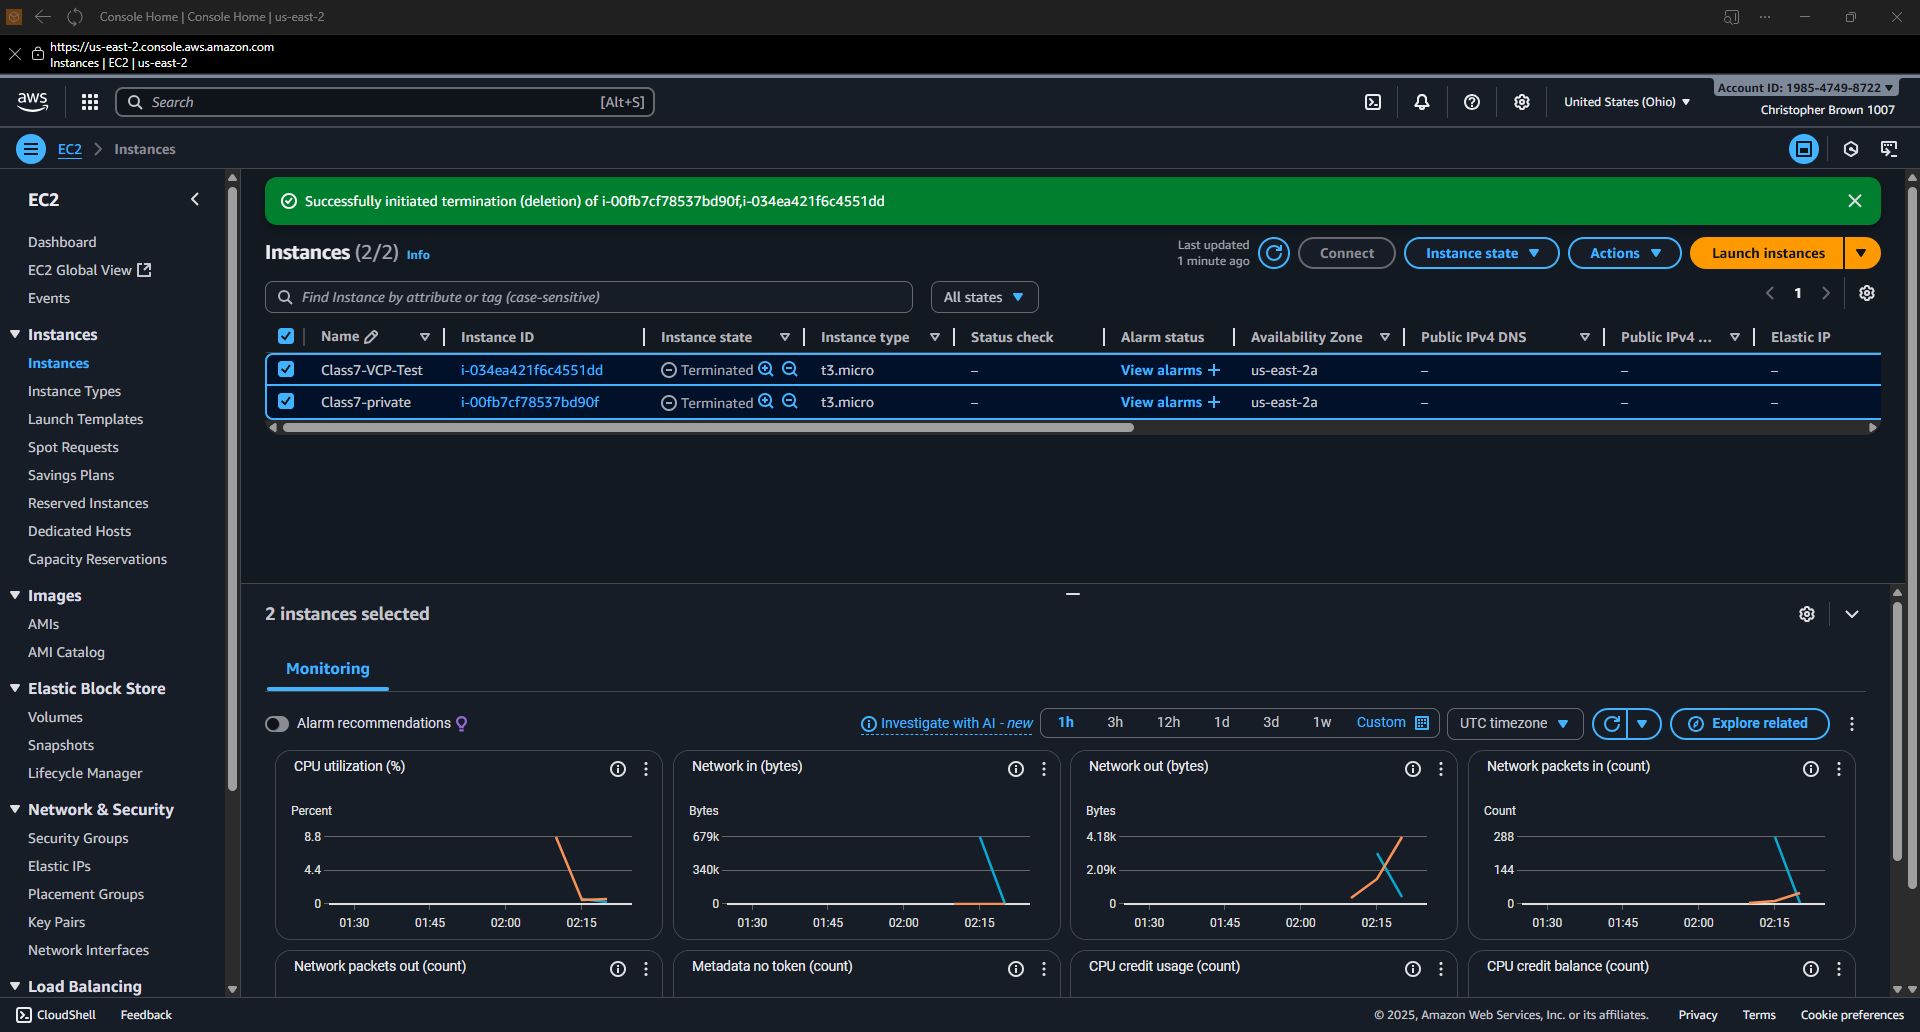 Console Home | Console Home | us-east-2
https://us-east-2.console.aws.amazon.com
Instances | EC2 | us-east-2
aws
Search
[Alt+S]
United States (Ohio)
Account ID: 1985-4749-8722
Christopher Brown 1007
EC2
Instances
EC2
Dashboard
EC2 Global View
Events
Instances
Instances
Instance Types
Launch Templates
Spot Requests
Savings Plans
Reserved Instances
Dedicated Hosts
Capacity Reservations
Images
AMIs
AMI Catalog
Elastic Block Store
Volumes
Snapshots
Lifecycle Manager
Network & Security
Security Groups
Elastic IPs
Placement Groups
Key Pairs
Network Interfaces
Load Balancing
Successfully initiated termination (deletion) of i-00fb7cf78537bd90f,i-034ea421f6c4551dd
Instances (2/2) Info
Last updated
1 minute ago
Connect
Instance state
Actions
Launch instances
Find Instance by attribute or tag (case-sensitive)
All states
1
Name Instance ID Instance state Instance type Status check Alarm status Availability Zone Public IPv4 DNS Public IPv4 ... Elastic IP
Class7-VCP-Test i-034ea421f6c4551dd Terminated t3.micro – View alarms + us-east-2a – – –
Class7-private i-00fb7cf78537bd90f Terminated t3.micro – View alarms + us-east-2a – – –
2 instances selected
Monitoring
Alarm recommendations
Investigate with AI - new
1h 3h 12h 1d 3d 1w Custom
UTC timezone
Explore related
CPU utilization (%)
Percent
8.8
4.4
0
01:30 01:45 02:00 02:15
Network in (bytes)
Bytes
679k
340k
0
01:30 01:45 02:00 02:15
Network out (bytes)
Bytes
4.18k
2.09k
0
01:30 01:45 02:00 02:15
Network packets in (count)
Count
288
144
0
01:30 01:45 02:00 02:15
Network packets out (count)
Metadata no token (count)
CPU credit usage (count)
CPU credit balance (count)
CloudShell Feedback
© 2025, Amazon Web Services, Inc. or its affiliates. Privacy Terms Cookie preferences